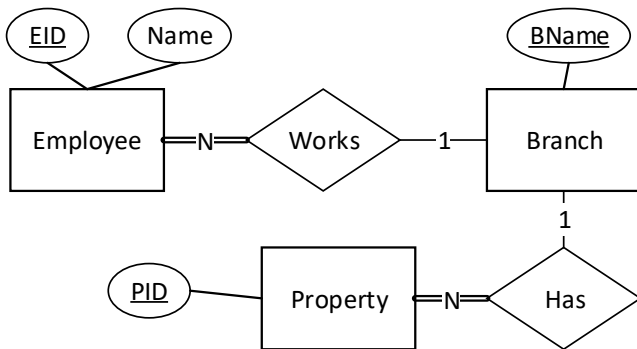 EID
Name
BName
Employee
N
Works
1
Branch
1
PID
Property
N
Has